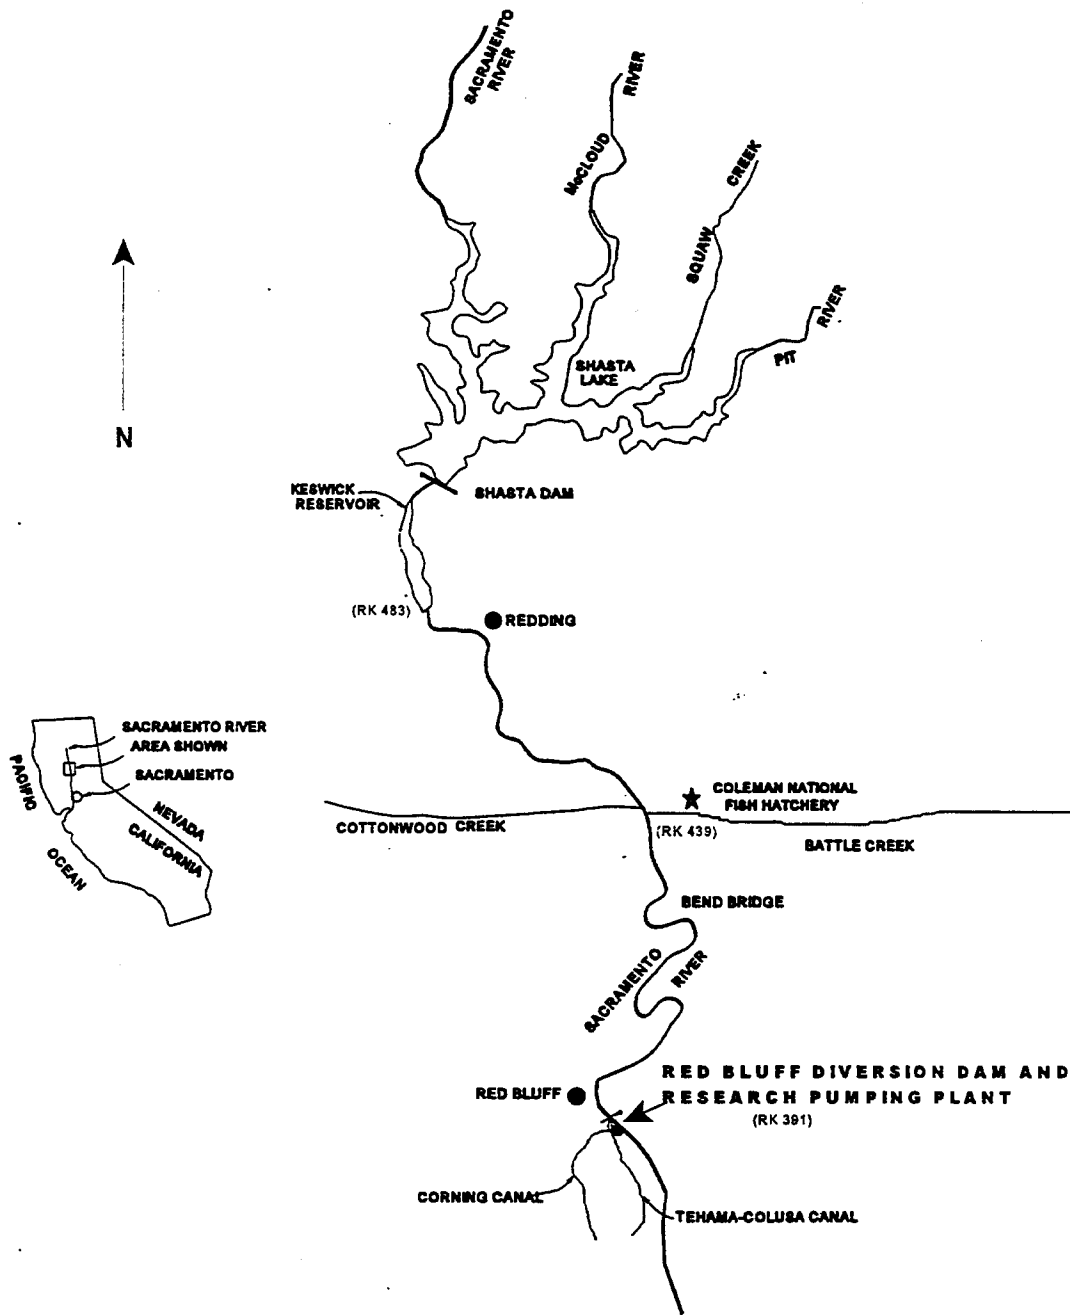 SACRAMENTO
RIVER
McCLOUD
RIVER
SQUAW
CREEK
PIT
RIVER
SHASTA
LAKE
N
KESWICK
RESERVOIR
SHASTA DAM
(RK 483)
REDDING
SACRAMENTO RIVER
AREA SHOWN
SACRAMENTO
PACIFIC
OCEAN
NEVADA
CALIFORNIA
COLEMAN NATIONAL
FISH HATCHERY
COTTONWOOD CREEK
(RK 439)
BATTLE CREEK
BEND BRIDGE
SACRAMENTO
RIVER
RED BLUFF
RED BLUFF DIVERSION DAM AND
RESEARCH PUMPING PLANT
(RK 391)
CORNING CANAL
TEHAMA-COLUSA CANAL